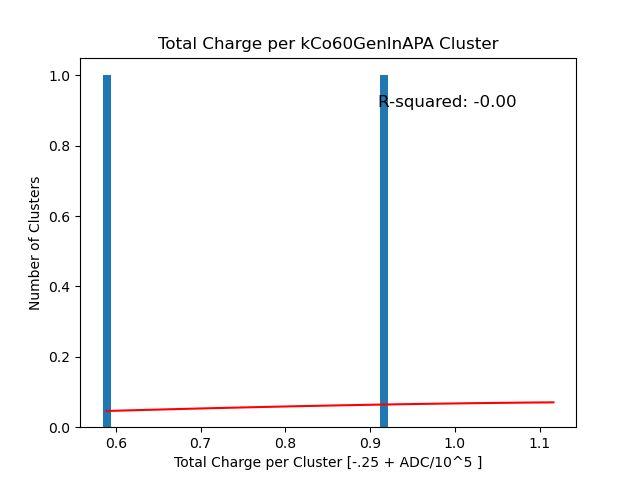 Total Charge per kCo60GenInAPA Cluster
R-squared: -0.00
Number of Clusters
1.0
0.8
0.6
0.4
0.2
0.0
0.6 0.7 0.8 0.9 1.0 1.1
Total Charge per Cluster [-.25 + ADC/10^5 ]